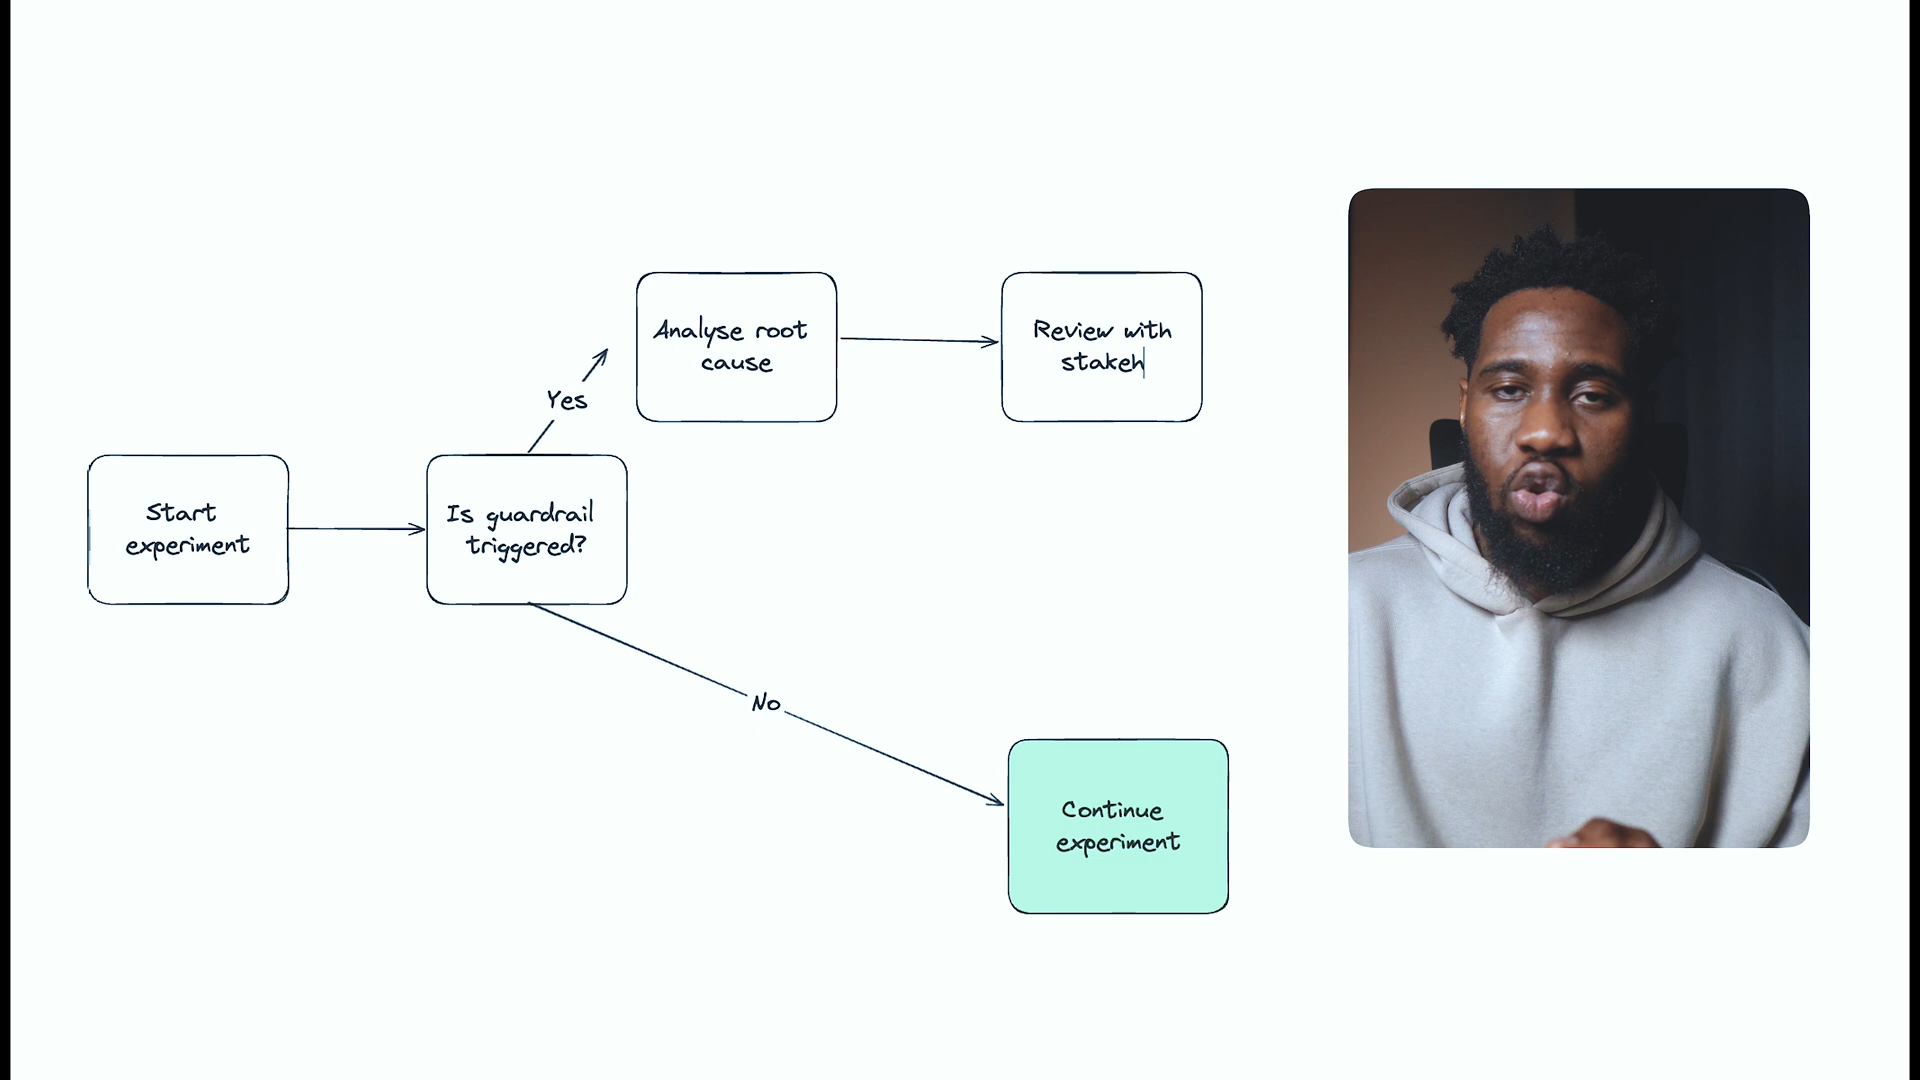 Analyse root
cause
Review with
stakeh
Yes
Start
experiment
Is guardrail
triggered?
No
Continue
experiment